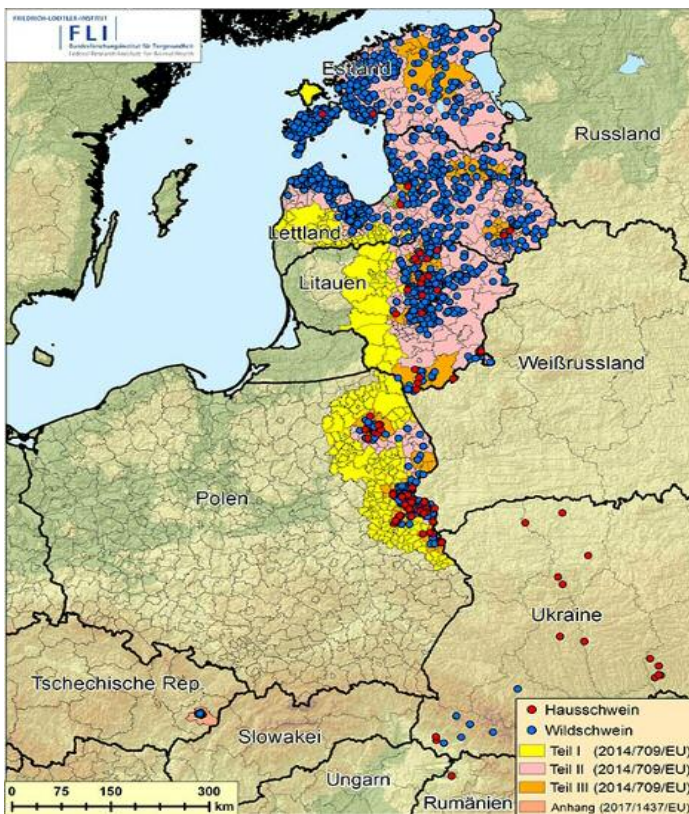 FRIEDRICH-LOEFFLER-INSTITUT
FLI
Bundesforschungsinstitut für Tiergesundheit
Federal Research Institute for Animal Health
Estland
Russland
Lettland
Litauen
Weißrussland
Polen
Ukraine
Tschechische Rep.
Slowakei
Ungarn
Rumänien
Hausschwein
Wildschwein
Teil I (2014/709/EU)
Teil II (2014/709/EU)
Teil III (2014/709/EU)
Anhang (2017/1437/EU)
0 75 150 300
km